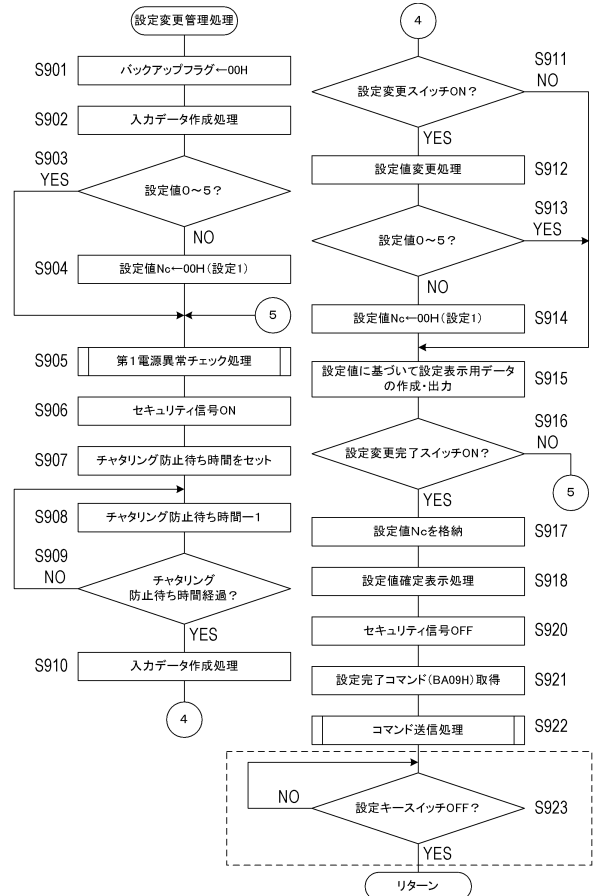 設定変更管理処理
S901
バックアップフラグ←00H
S902
入力データ作成処理
S903
YES
設定値0～5?
NO
S904
設定値Nc←00H(設定1)
5
S905
第1電源異常チェック処理
S906
セキュリティ信号ON
S907
チャタリング防止待ち時間をセット
S908
チャタリング防止待ち時間ー1
S909
NO
チャタリング
防止待ち時間経過?
YES
S910
入力データ作成処理
4
4
S911
NO
設定変更スイッチON?
YES
設定値変更処理
S912
S913
YES
設定値0～5?
NO
設定値Nc←00H(設定1)
S914
設定値に基づいて設定表示用データ
の作成・出力
S915
S916
NO
設定変更完了スイッチON?
5
YES
設定値Ncを格納
S917
設定値確定表示処理
S918
セキュリティ信号OFF
S920
設定完了コマンド(BA09H)取得
S921
コマンド送信処理
S922
NO
設定キースイッチOFF?
S923
YES
リターン